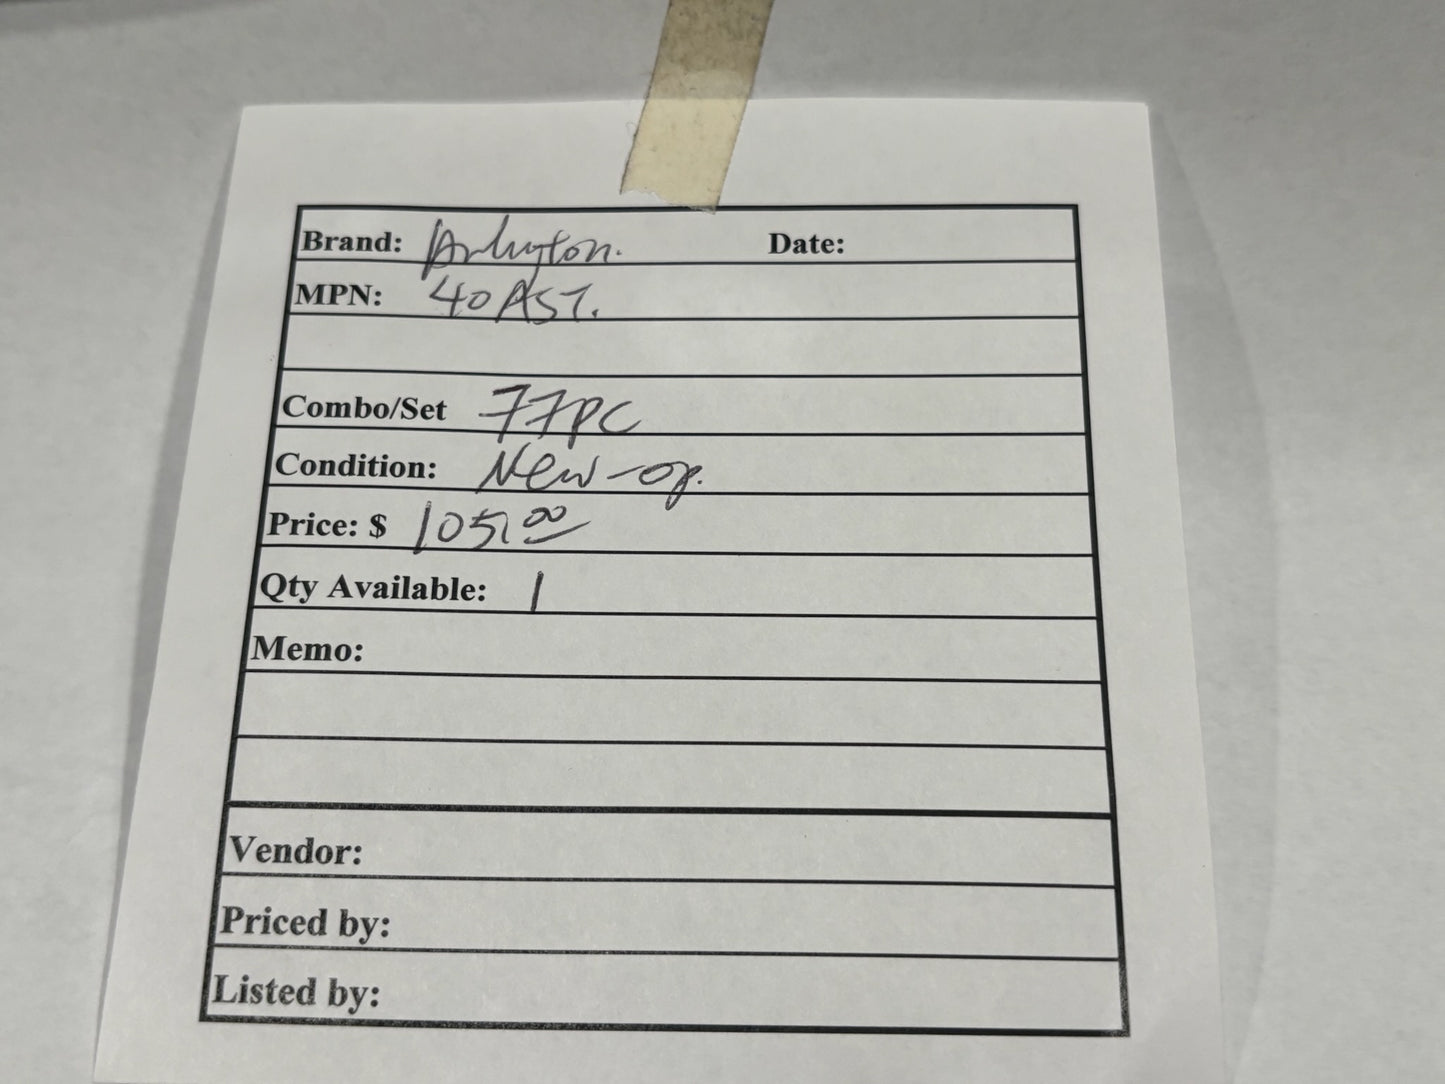 Brand: Arlington. Date:
MPN: 40AST.
Combo/Set 77pc
Condition: New-op.
Price: $ 105.00
Qty Available: 1
Memo:
Vendor:
Priced by:
Listed by: